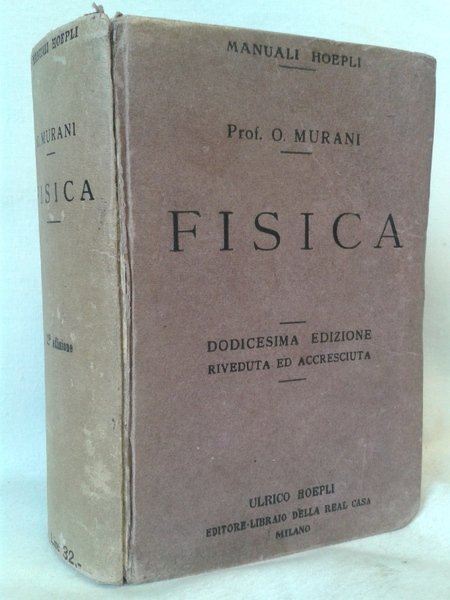 MANUALI HOEPLI
O. MURANI
FISICA
edizione
32.-
MANUALI HOEPLI
Prof. O. MURANI
FISICA
DODICESIMA EDIZIONE
RIVEDUTA ED ACCRESCIUTA
ULRICO HOEPLI
EDITORE-LIBRAIO DELLA REAL CASA
MILANO